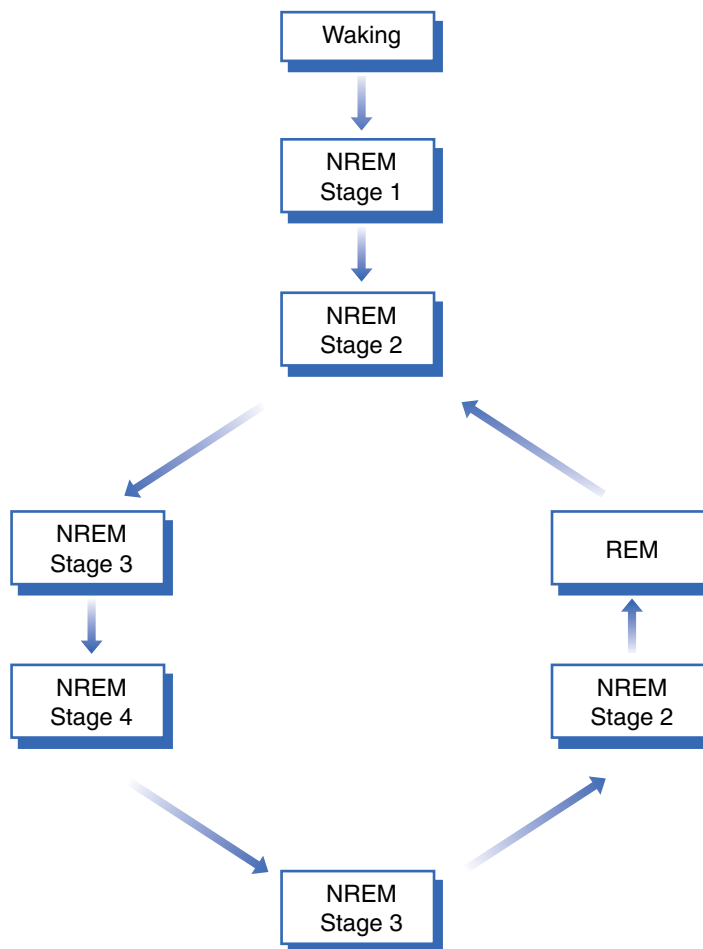 Waking
NREM
Stage 1
NREM
Stage 2
NREM
Stage 3
REM
NREM
Stage 4
NREM
Stage 2
NREM
Stage 3